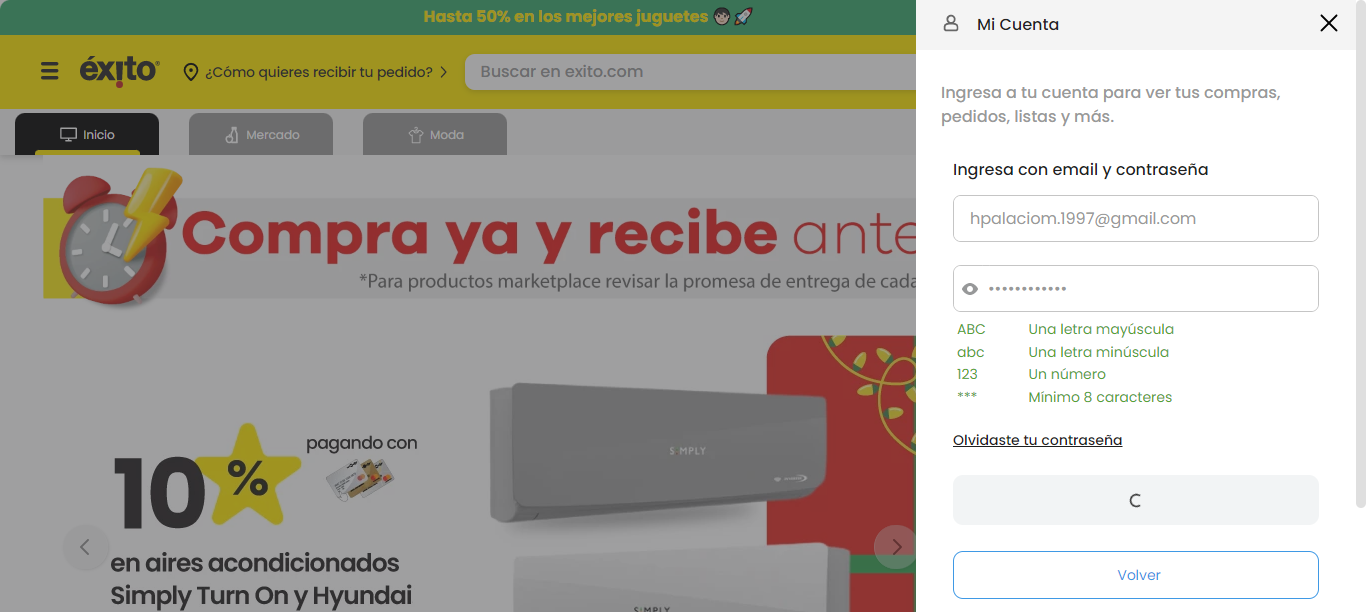 Hasta 50% en los mejores juguetes
éxito
¿Cómo quieres recibir tu pedido?
Buscar en exito.com
Inicio
Mercado
Moda
Compra ya y recibe ante
*Para productos marketplace revisar la promesa de entrega de cada
10%
pagando con
en aires acondicionados
Simply Turn On y Hyundai
S MPLY
S:MPLY
Mi Cuenta
Ingresa a tu cuenta para ver tus compras,
pedidos, listas y más.
Ingresa con email y contraseña
hpalaciom.1997@gmail.com
••••••••••••
ABC Una letra mayúscula
abc Una letra minúscula
123 Un número
*** Mínimo 8 caracteres
Olvidaste tu contraseña
Volver